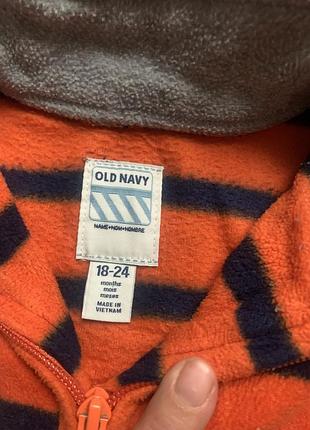 OLD NAVY
NAME•NOM•NOMBRE
18-24
months
mois
meses
MADE IN
VIETNAM